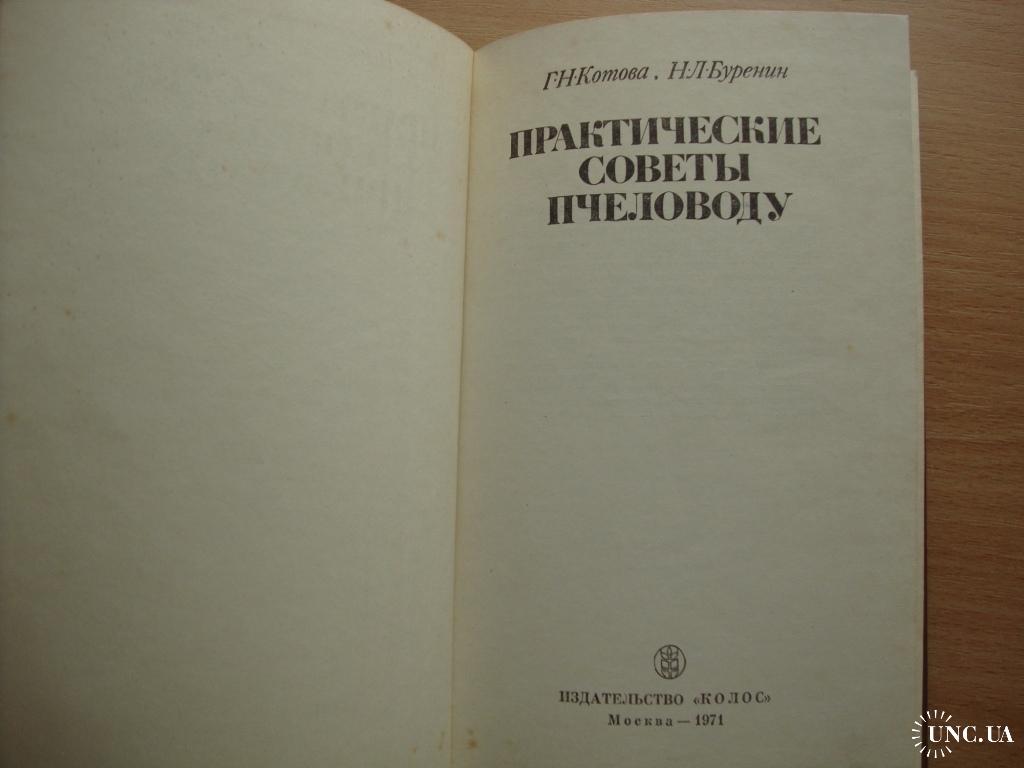 Г·Н·Котова, Н·Л·Буренин
ПРАКТИЧЕСКИЕ
СОВЕТЫ
ПЧЕЛОВОДУ
ИЗДАТЕЛЬСТВО «КОЛОС»
Москва — 1971
UNC.UA